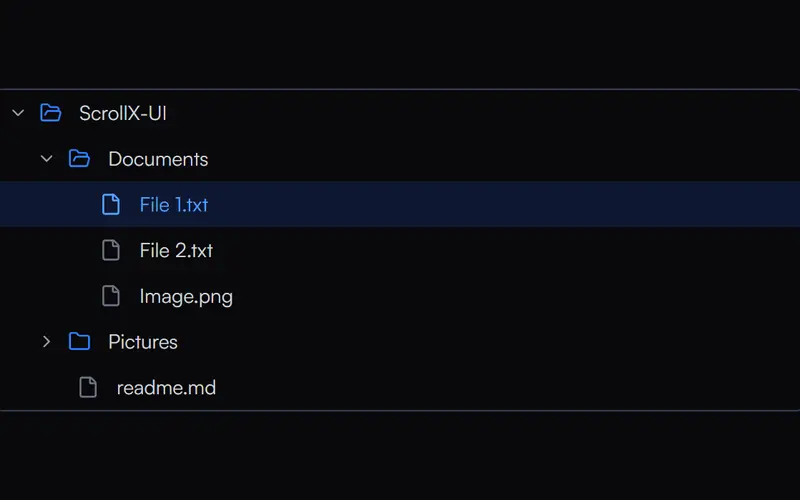 ScrollX-UI
Documents
File 1.txt
File 2.txt
Image.png
Pictures
readme.md